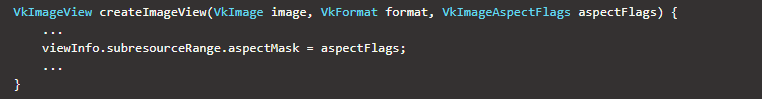 VkImageView createImageView(VkImage image, VkFormat format, VkImageAspectFlags aspectFlags) {
    ...
    viewInfo.subresourceRange.aspectMask = aspectFlags;
    ...
}